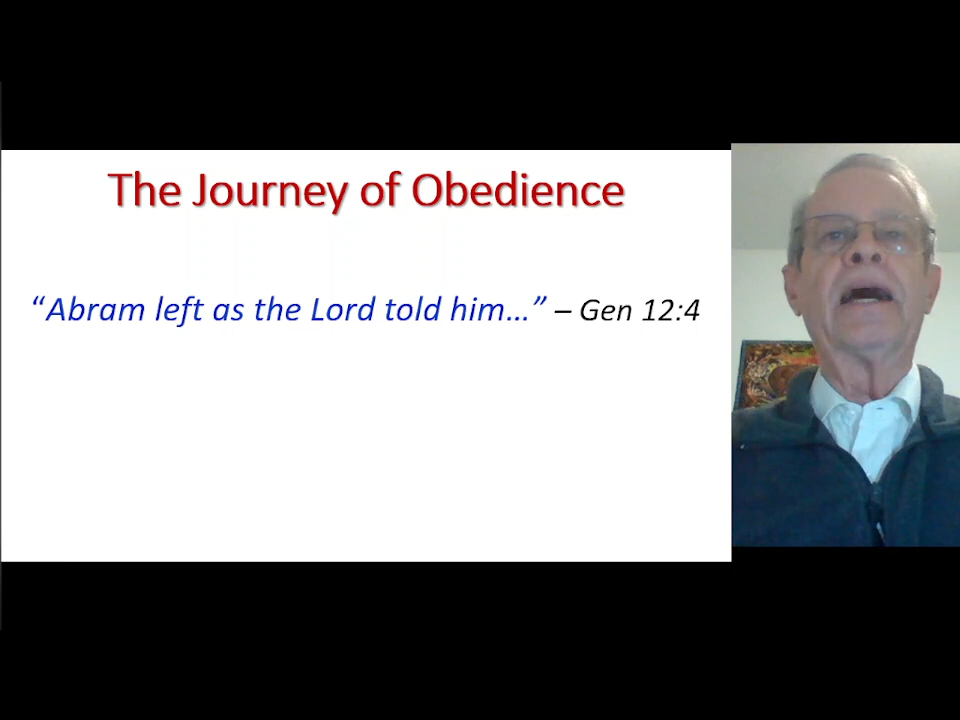 The Journey of Obedience
“Abram left as the Lord told him…” – Gen 12:4